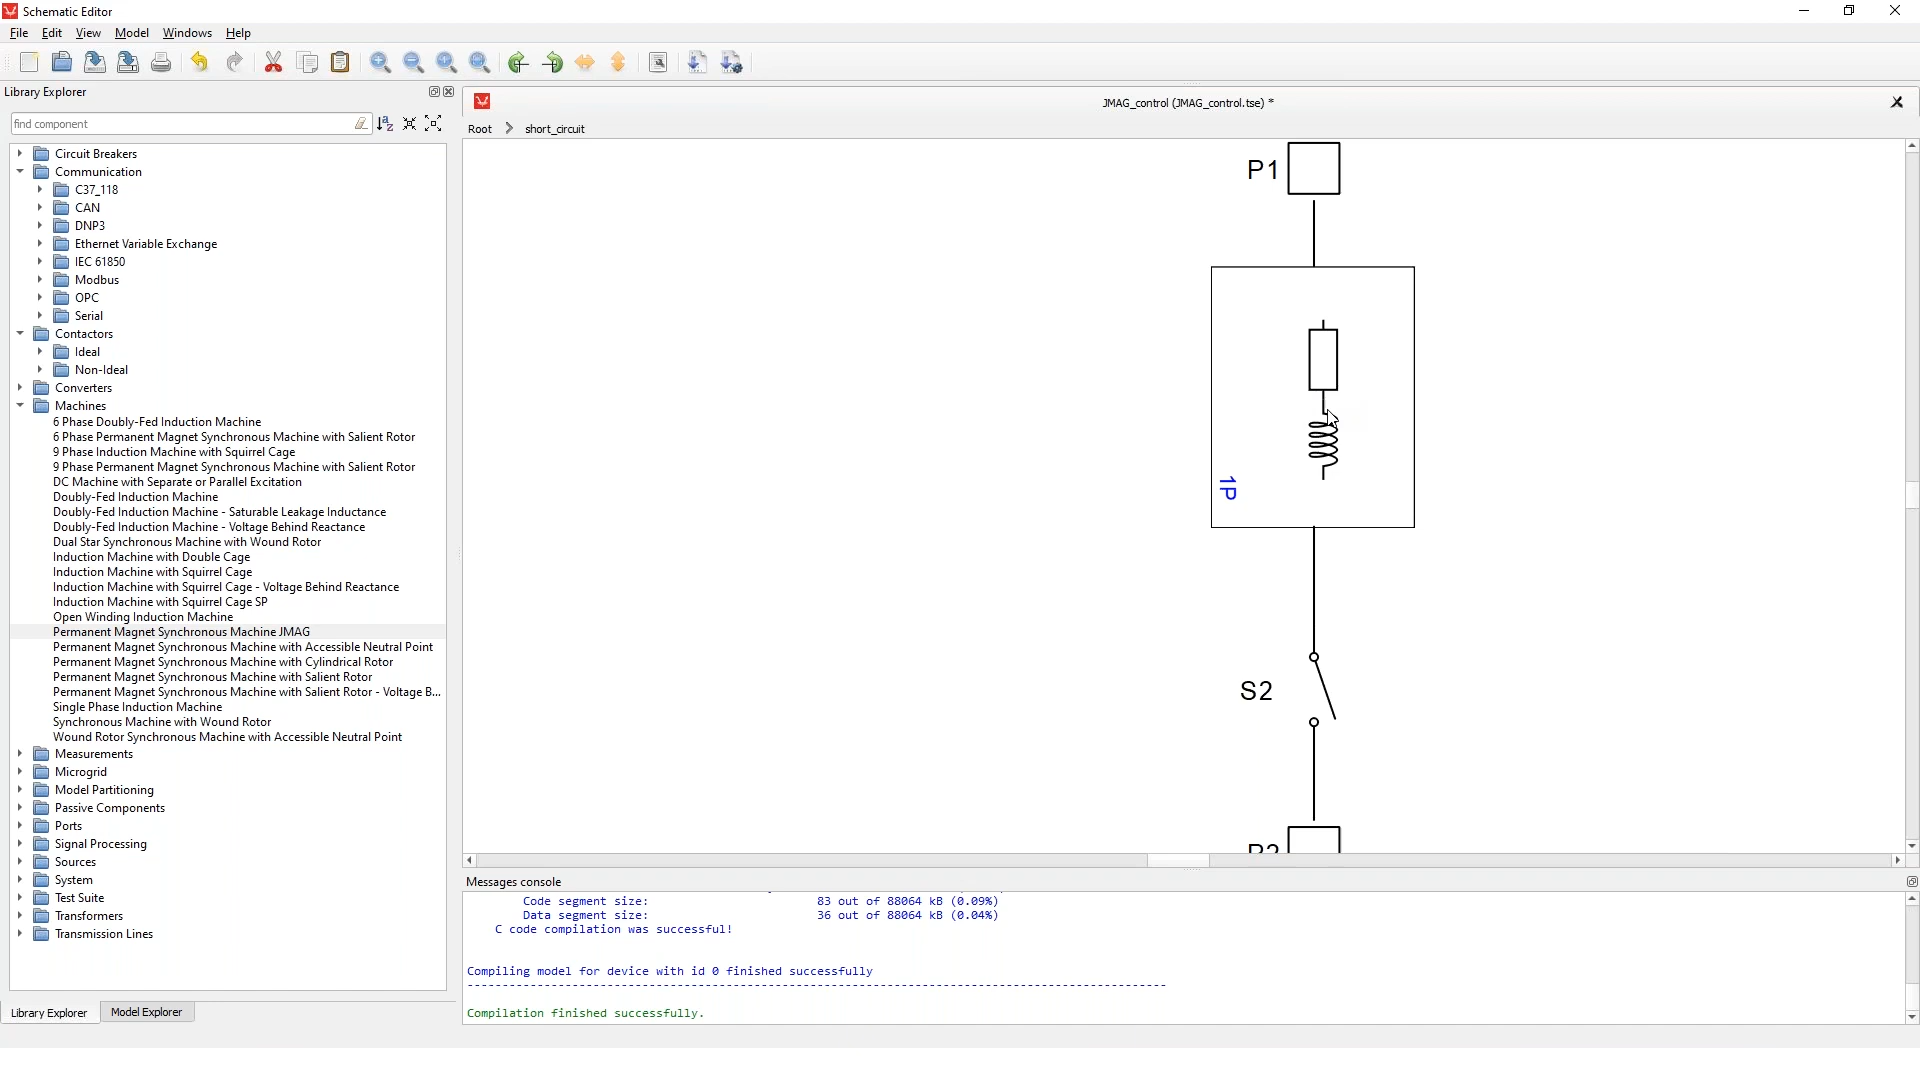 Schematic Editor
File Edit View Model Windows Help
Library Explorer
find component
JMAG_control (JMAG_control.tse) *
Root short_circuit
Circuit Breakers
Communication
C37_118
CAN
DNP3
Ethernet Variable Exchange
IEC 61850
Modbus
OPC
Serial
Contactors
Ideal
Non-Ideal
Converters
Machines
6 Phase Doubly-Fed Induction Machine
6 Phase Permanent Magnet Synchronous Machine with Salient Rotor
9 Phase Induction Machine with Squirrel Cage
9 Phase Permanent Magnet Synchronous Machine with Salient Rotor
DC Machine with Separate or Parallel Excitation
Doubly-Fed Induction Machine
Doubly-Fed Induction Machine - Saturable Leakage Inductance
Doubly-Fed Induction Machine - Voltage Behind Reactance
Dual Star Synchronous Machine with Wound Rotor
Induction Machine with Double Cage
Induction Machine with Squirrel Cage
Induction Machine with Squirrel Cage - Voltage Behind Reactance
Induction Machine with Squirrel Cage SP
Open Winding Induction Machine
Permanent Magnet Synchronous Machine JMAG
Permanent Magnet Synchronous Machine with Accessible Neutral Point
Permanent Magnet Synchronous Machine with Cylindrical Rotor
Permanent Magnet Synchronous Machine with Salient Rotor
Permanent Magnet Synchronous Machine with Salient Rotor - Voltage B...
Single Phase Induction Machine
Synchronous Machine with Wound Rotor
Wound Rotor Synchronous Machine with Accessible Neutral Point
Measurements
Microgrid
Model Partitioning
Passive Components
Ports
Signal Processing
Sources
System
Test Suite
Transformers
Transmission Lines
Library Explorer Model Explorer
P1
1P
S2
P2
Messages console
Code segment size: 83 out of 88064 kB (0.09%)
Data segment size: 36 out of 88064 kB (0.04%)
C code compilation was successful!
Compiling model for device with id 0 finished successfully
Compilation finished successfully.